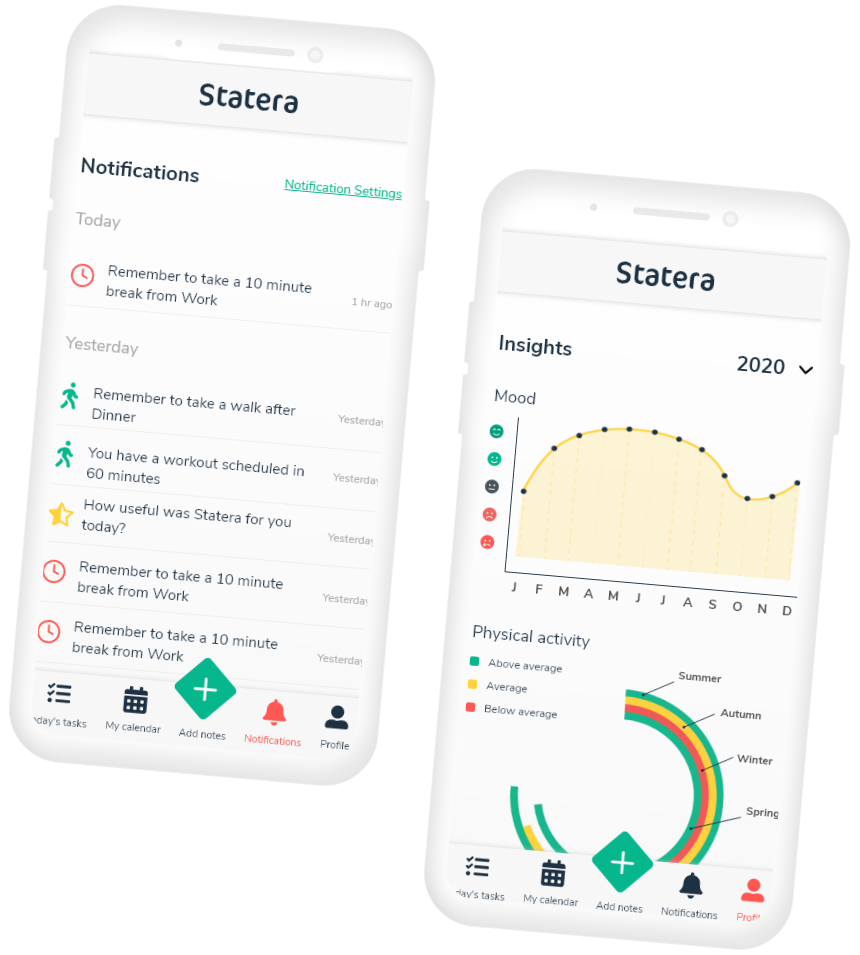 Statera
Notifications
Notification Settings
Today
Remember to take a 10 minute
break from Work
1 hr ago
Yesterday
Remember to take a walk after
Dinner
Yesterday
You have a workout scheduled in
60 minutes
Yesterday
How useful was Statera for you
today?
Yesterday
Remember to take a 10 minute
break from Work
Yesterday
Remember to take a 10 minute
break from Work
Yesterday
day's tasks
My calendar
Add notes
Notifications
Profile
Statera
Insights
2020
Mood
J F M A M J J A S O N D
Physical activity
Above average
Average
Below average
Summer
Autumn
Winter
Spring
day's tasks
My calendar
Add notes
Notifications
Profil